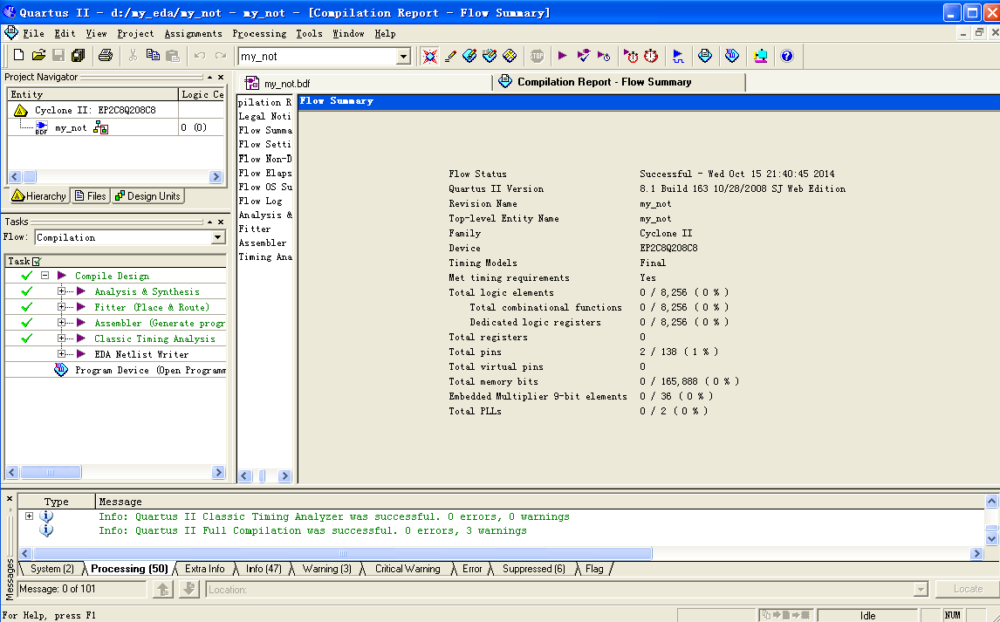 Quartus II - d:/my_eda/my_not - my_not - [Compilation Report - Flow Summary]
File Edit View Project Assignments Processing Tools Window Help
my_not
STOP
Project Navigator
my_not.bdf
Compilation Report - Flow Summary
Entity Logic Ce
Cyclone II: EP2C8Q208C8
BDF my_not 0 (0)
Hierarchy Files Design Units
Tasks
Flow: Compilation
Task
Compile Design
Analysis & Synthesis
Fitter (Place & Route)
Assembler (Generate progr
Classic Timing Analysis
EDA Netlist Writer
Program Device (Open Programm
pilation R
Legal Noti
Flow Summa
Flow Setti
Flow Non-D
Flow Elaps
Flow OS Su
Flow Log
Analysis &
Fitter
Assembler
Timing Ana
Flow Summary
Flow Status Successful - Wed Oct 15 21:40:45 2014
Quartus II Version 8.1 Build 163 10/28/2008 SJ Web Edition
Revision Name my_not
Top-level Entity Name my_not
Family Cyclone II
Device EP2C8Q208C8
Timing Models Final
Met timing requirements Yes
Total logic elements 0 / 8,256 ( 0 % )
Total combinational functions 0 / 8,256 ( 0 % )
Dedicated logic registers 0 / 8,256 ( 0 % )
Total registers 0
Total pins 2 / 138 ( 1 % )
Total virtual pins 0
Total memory bits 0 / 165,888 ( 0 % )
Embedded Multiplier 9-bit elements 0 / 36 ( 0 % )
Total PLLs 0 / 2 ( 0 % )
Type Message
Info: Quartus II Classic Timing Analyzer was successful. 0 errors, 0 warnings
Info: Quartus II Full Compilation was successful. 0 errors, 3 warnings
System (2) Processing (50) Extra Info Info (47) Warning (3) Critical Warning Error Suppressed (6) Flag
Messages
Message: 0 of 101 Location: Locate
For Help, press F1 Idle NUM